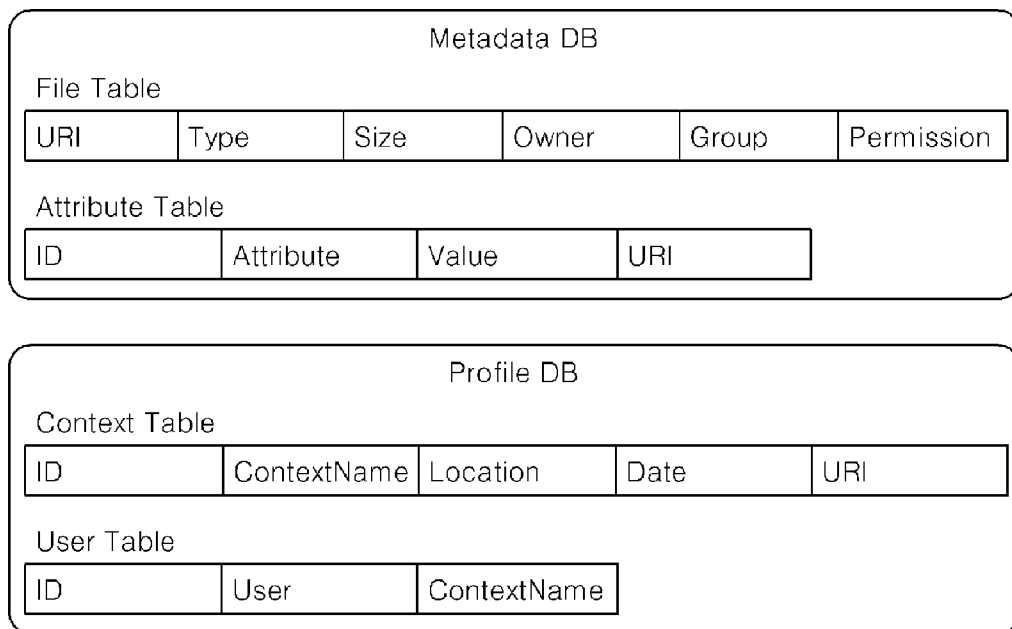 Metadata DB
File Table
URI Type Size Owner Group Permission
Attribute Table
ID Attribute Value URI
Profile DB
Context Table
ID ContextName Location Date URI
User Table
ID User ContextName